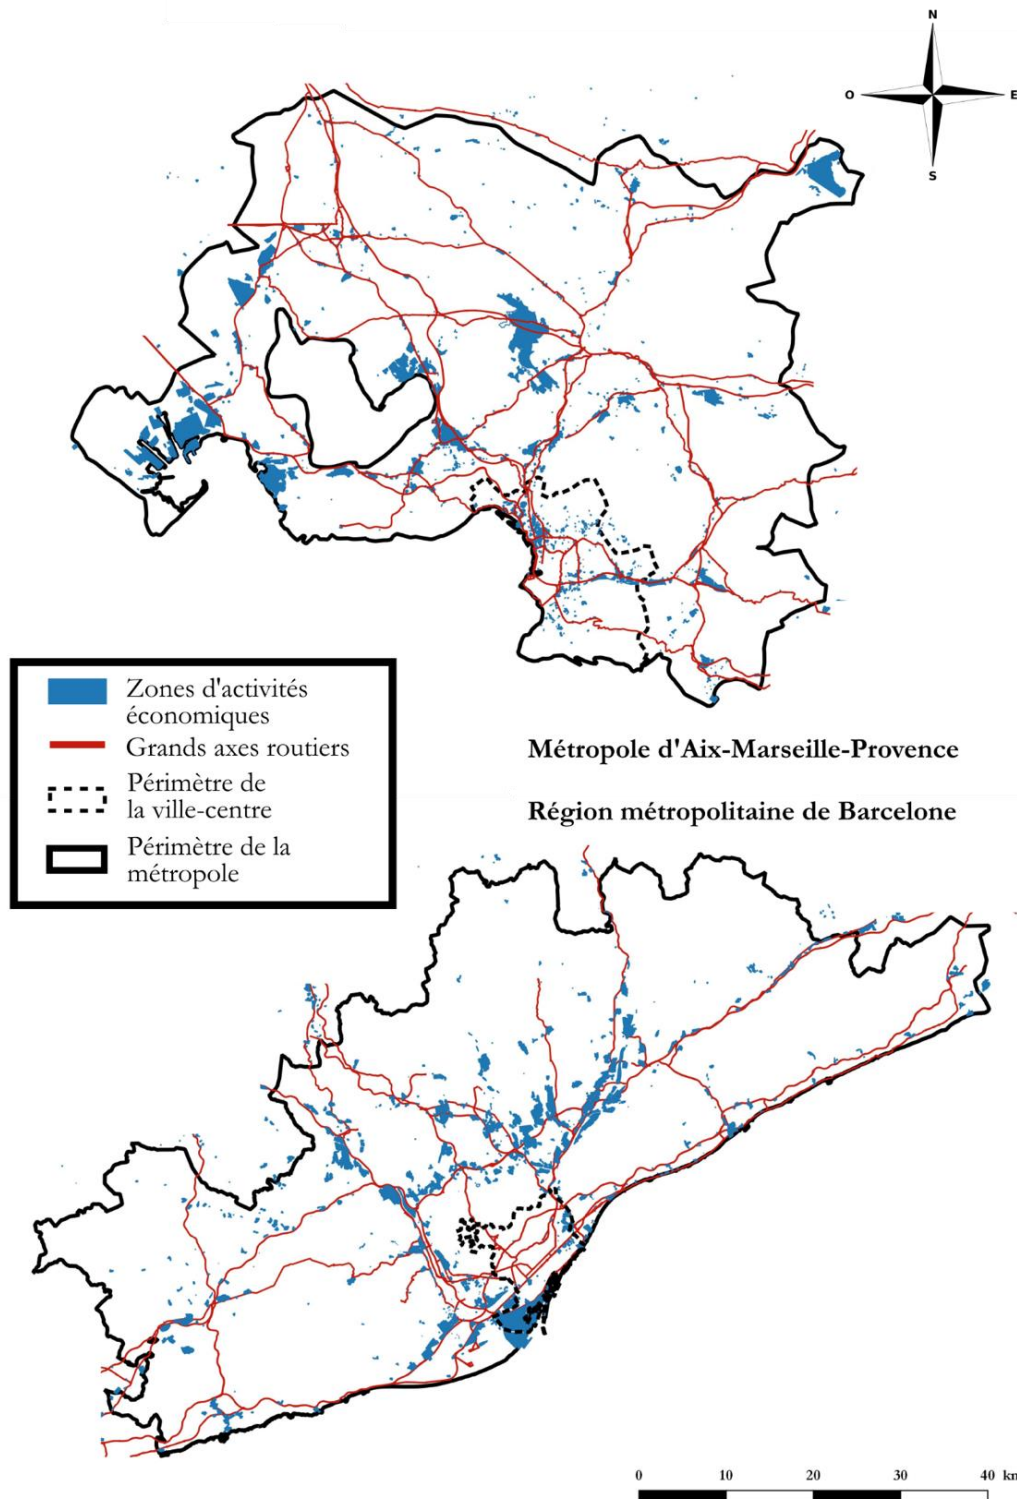 N
O
E
S
Zones d'activités
économiques
Grands axes routiers
Périmètre de
la ville-centre
Périmètre de la
métropole
Métropole d'Aix-Marseille-Provence
Région métropolitaine de Barcelone
0 10 20 30 40 km